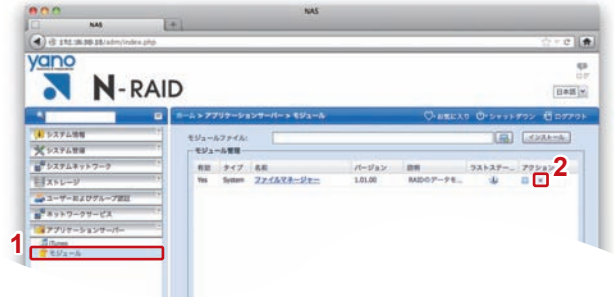 NAS
NAS
/adm/index.php
yano
N-RAID
日本語
ホーム > アプリケーションサーバー > モジュール
お気に入り シャットダウン ログアウト
システム情報
システム管理
システムネットワーク
ストレージ
ユーザーおよびグループ認証
ネットワークサービス
アプリケーションサーバー
iTunes
1
モジュール
モジュールファイル:
インストール
モジュール管理
有効 タイプ 名前 バージョン 説明 ラストステー... アクション
2
Yes System ファイルマネージャー 1.01.00 RAIDのデータをモ...